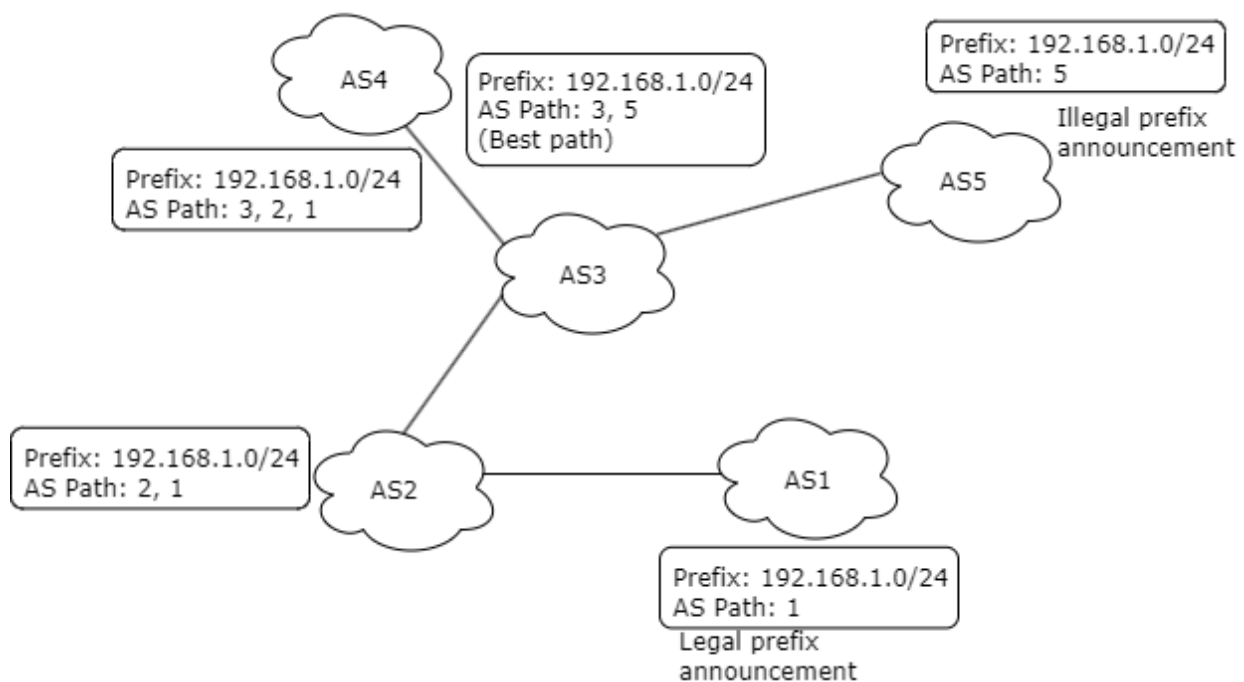 AS4
Prefix: 192.168.1.0/24
AS Path: 3, 5
(Best path)
Prefix: 192.168.1.0/24
AS Path: 5
Illegal prefix
announcement
AS5
Prefix: 192.168.1.0/24
AS Path: 3, 2, 1
AS3
Prefix: 192.168.1.0/24
AS Path: 2, 1
AS2
AS1
Prefix: 192.168.1.0/24
AS Path: 1
Legal prefix
announcement